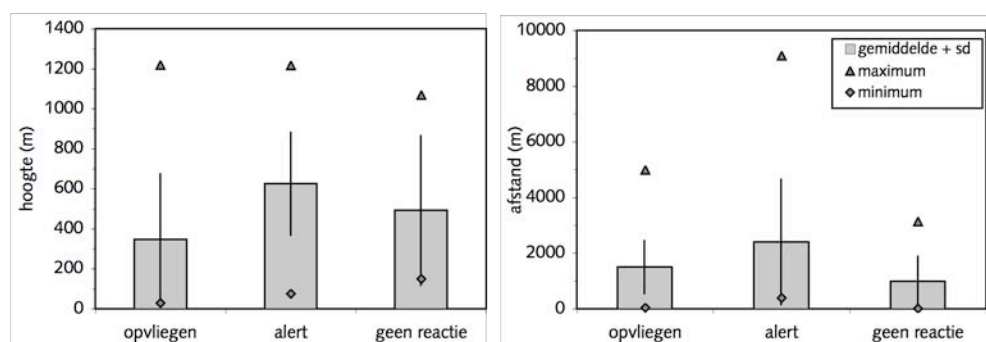 hoogte (m)
1400
1200
1000
800
600
400
200
0
opvliegen alert geen reactie
afstand (m)
10000
8000
6000
4000
2000
0
gemiddelde + sd
maximum
minimum
opvliegen alert geen reactie